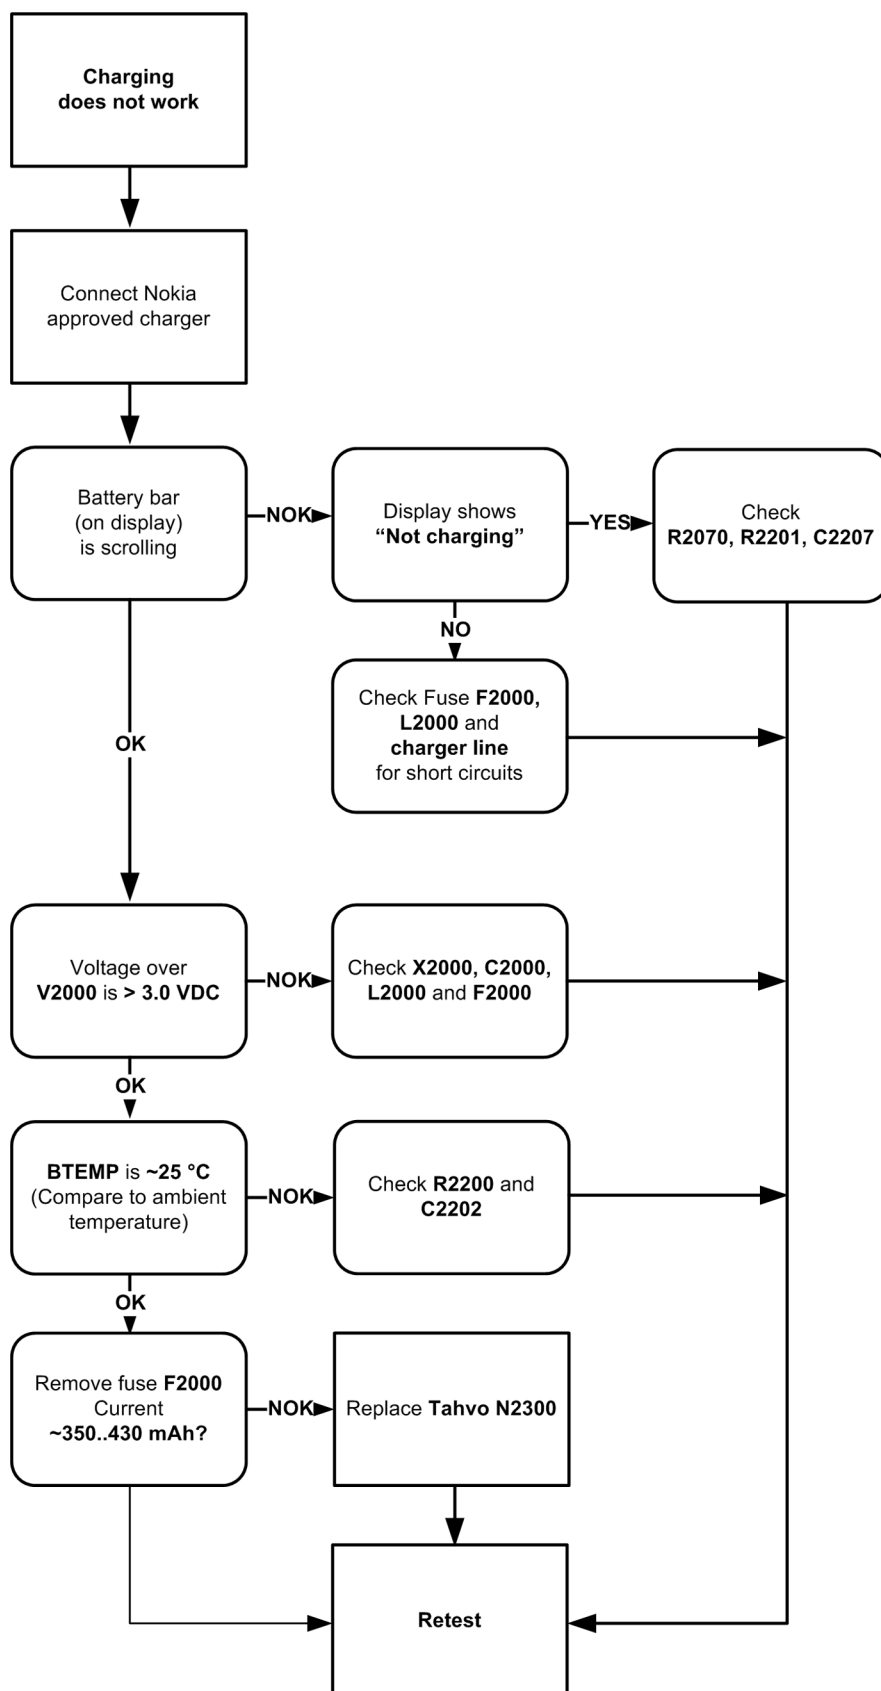 Charging
does not work
Connect Nokia
approved charger
Battery bar
(on display)
is scrolling
NOK
Display shows
“Not charging”
YES
Check
R2070, R2201, C2207
NO
Check Fuse F2000,
L2000 and
charger line
for short circuits
OK
Voltage over
V2000 is > 3.0 VDC
NOK
Check X2000, C2000,
L2000 and F2000
OK
BTEMP is ~25 °C
(Compare to ambient
temperature)
NOK
Check R2200 and
C2202
OK
Remove fuse F2000
Current
~350..430 mAh?
NOK
Replace Tahvo N2300
Retest